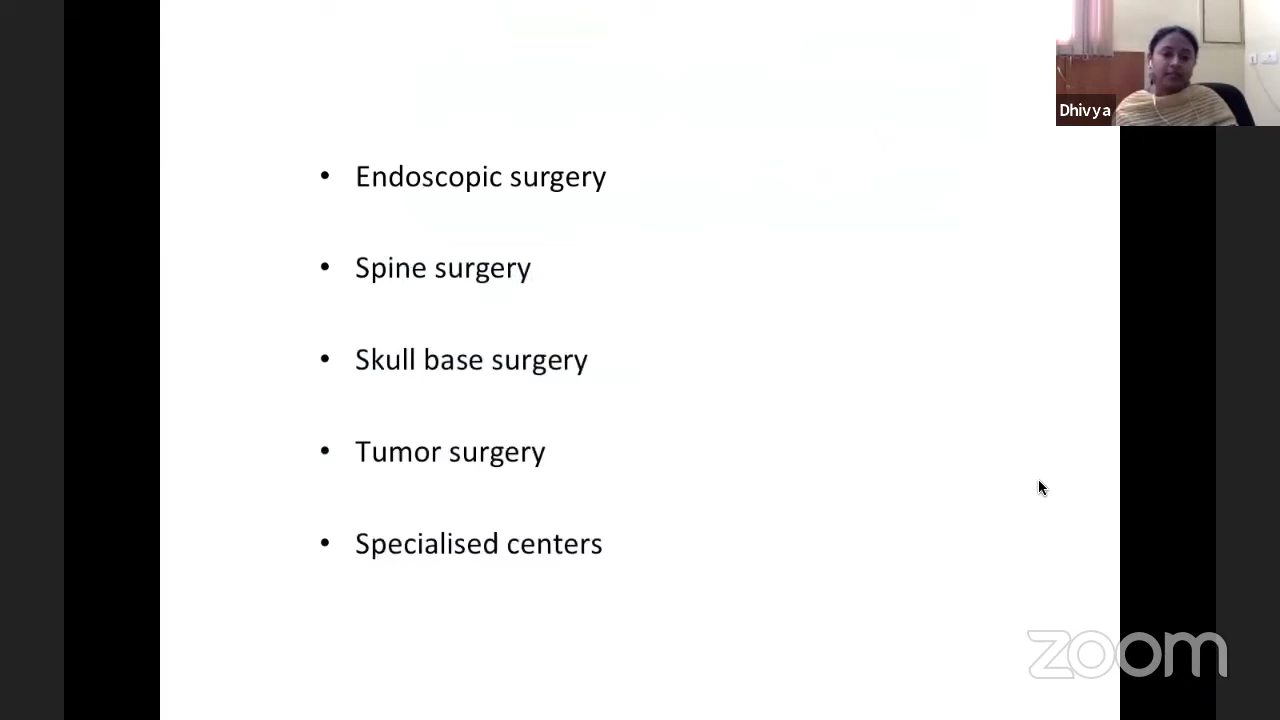 Dhivya
• Endoscopic surgery
• Spine surgery
• Skull base surgery
• Tumor surgery
• Specialised centers
zoom